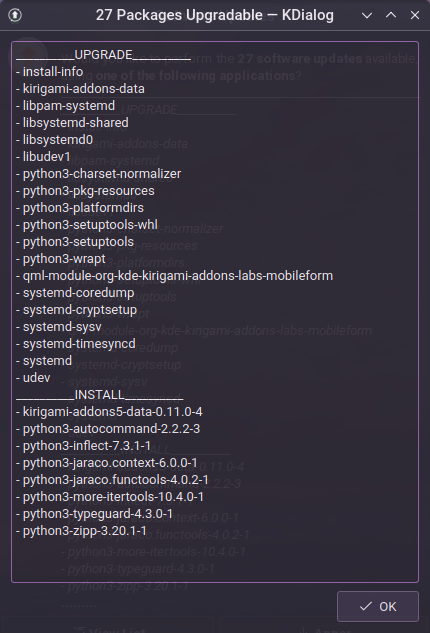 27 Packages Upgradable — KDialog
_________UPGRADE_________
- install-info
- kirigami-addons-data
- libpam-systemd
- libsystemd-shared
- libsystemd0
- libudev1
- python3-charset-normalizer
- python3-pkg-resources
- python3-platformdirs
- python3-setuptools-whl
- python3-setuptools
- python3-wrapt
- qml-module-org-kde-kirigami-addons-labs-mobileform
- systemd-coredump
- systemd-cryptsetup
- systemd-sysv
- systemd-timesyncd
- systemd
- udev
_________INSTALL_________
- kirigami-addons5-data-0.11.0-4
- python3-autocommand-2.2.2-3
- python3-inflect-7.3.1-1
- python3-jaraco.context-6.0.0-1
- python3-jaraco.functools-4.0.2-1
- python3-more-itertools-10.4.0-1
- python3-typeguard-4.3.0-1
- python3-zipp-3.20.1-1
OK